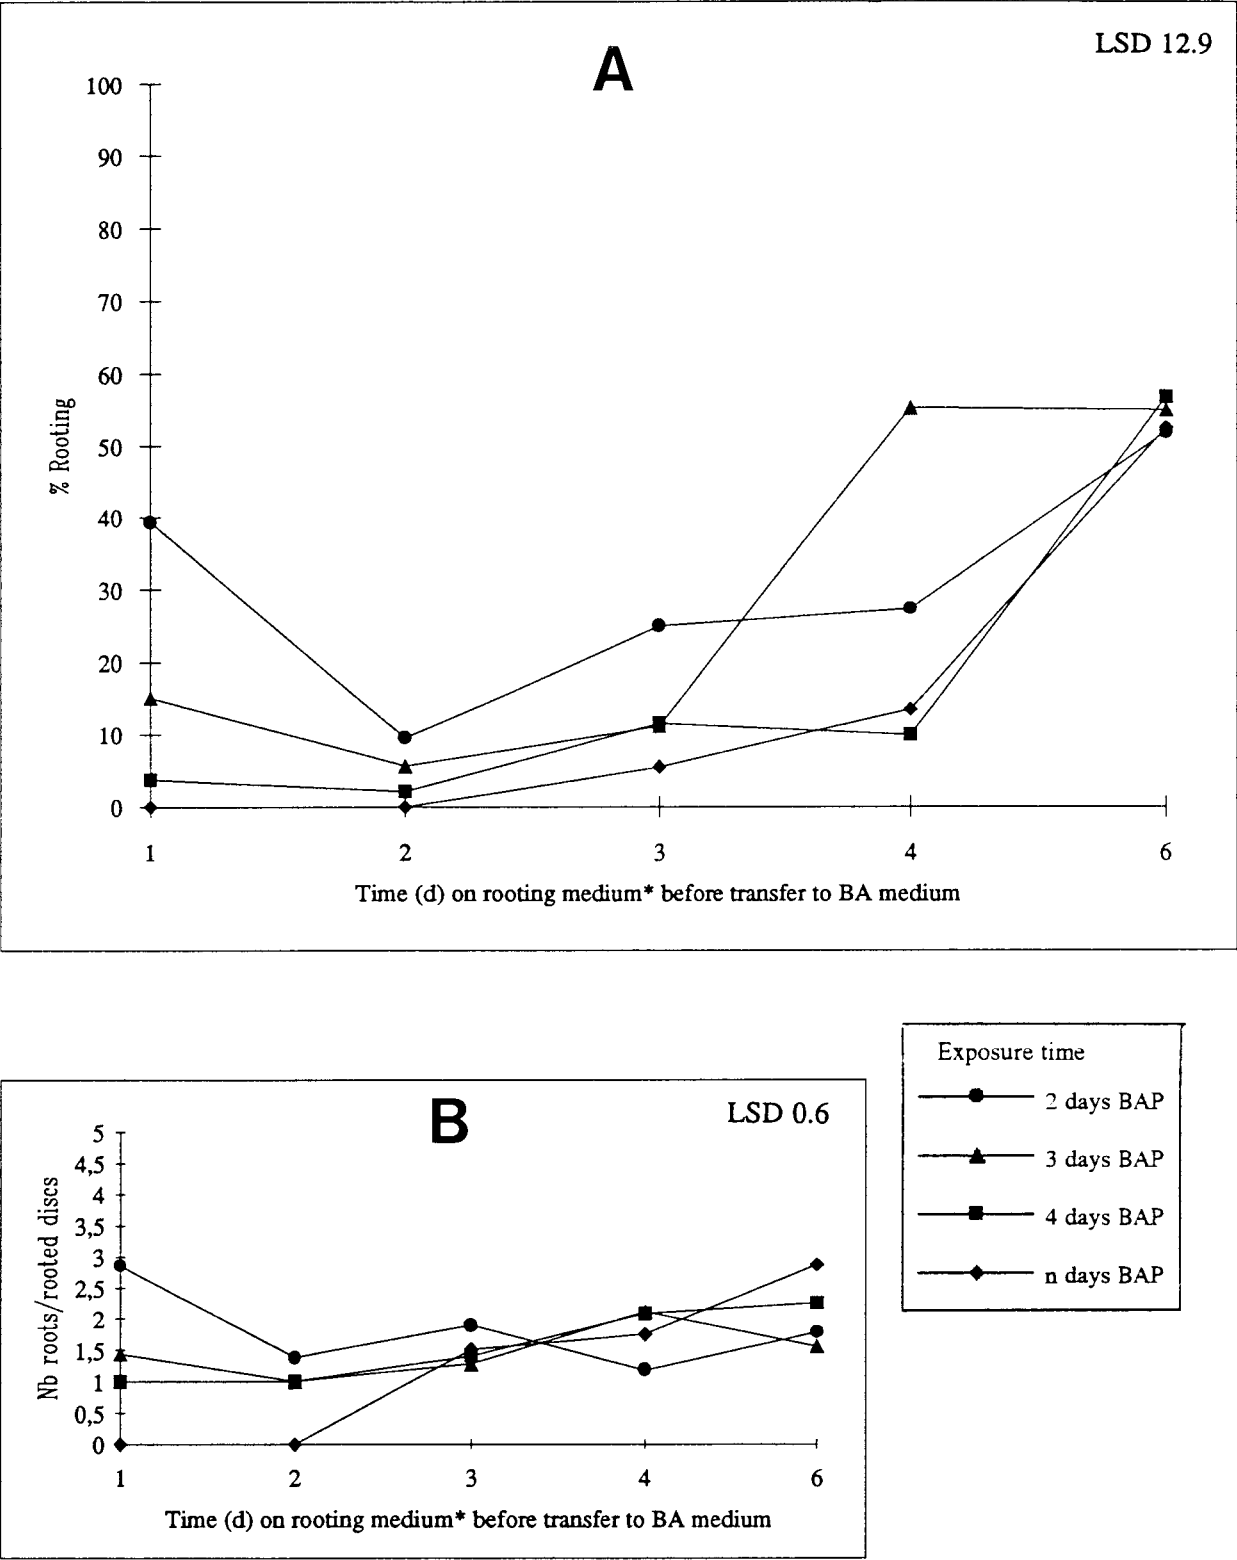 A
LSD 12.9
100
90
80
70
60
50
40
30
20
10
0
% Rooting
1 2 3 4 6
Time (d) on rooting medium* before transfer to BA medium
Exposure time
2 days BAP
3 days BAP
4 days BAP
n days BAP
B
LSD 0.6
5
4,5
4
3,5
3
2,5
2
1,5
1
0,5
0
Nb roots/rooted discs
1 2 3 4 6
Time (d) on rooting medium* before transfer to BA medium